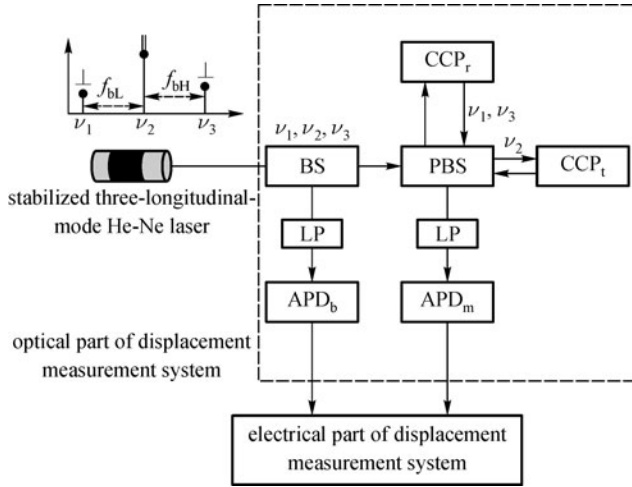 CCPr
⊥ || ⊥
fbL fbH
ν1 ν2 ν3
ν1, ν2, ν3
ν1, ν3
ν2
BS
PBS
CCPt
stabilized three-longitudinal-
mode He-Ne laser
LP
LP
APDb
APDm
optical part of displacement
measurement system
electrical part of displacement
measurement system